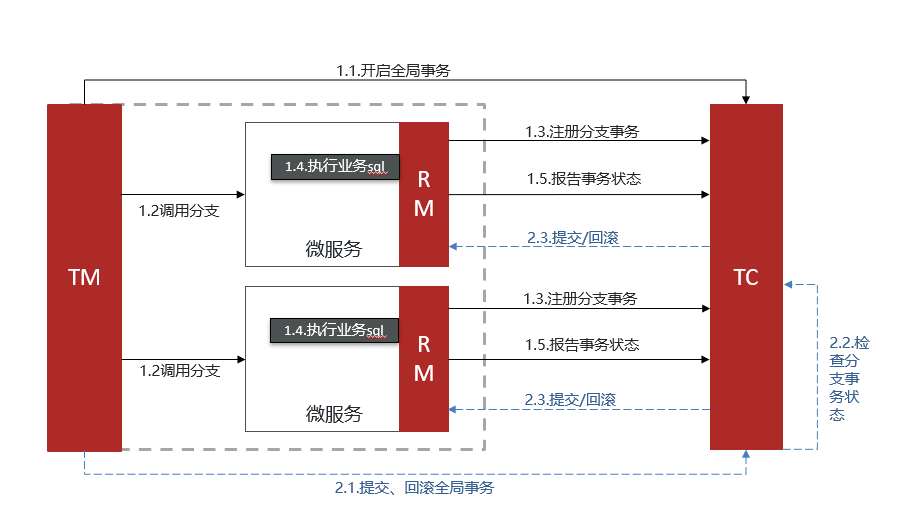 1.1.开启全局事务
TM
1.2调用分支
1.4.执行业务sql
微服务
R
M
1.3.注册分支事务
1.5.报告事务状态
2.3.提交/回滚
TC
1.2调用分支
1.4.执行业务sql
微服务
R
M
1.3.注册分支事务
1.5.报告事务状态
2.3.提交/回滚
2.2.检
查分
支事
务状
态
2.1.提交、回滚全局事务